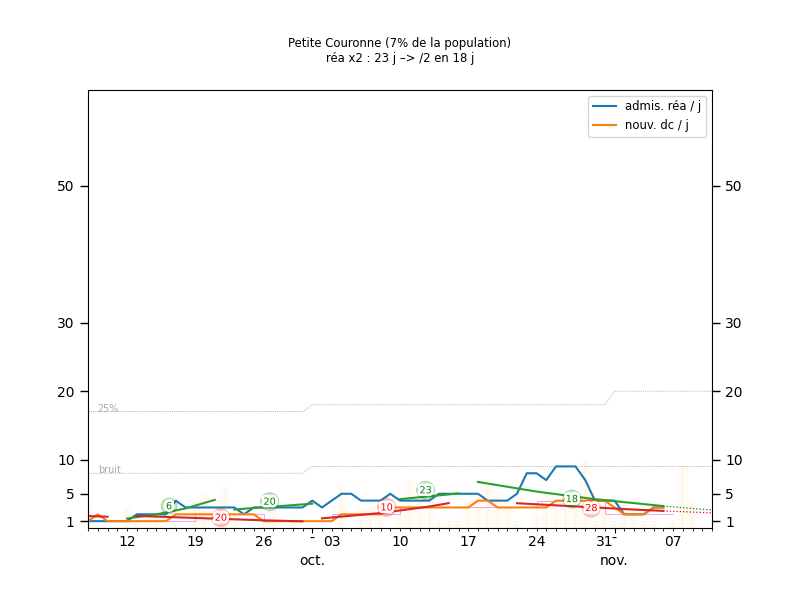 Petite Couronne (7% de la population)
réa x2 : 23 j –> /2 en 18 j
admis. réa / j
nouv. dc / j
50 50
30 30
20 20
25%
10 10
bruit
5 5
1 1
6 20 20 10 23 18 28
12 19 26 - 03 10 17 24 31- 07
oct. nov.